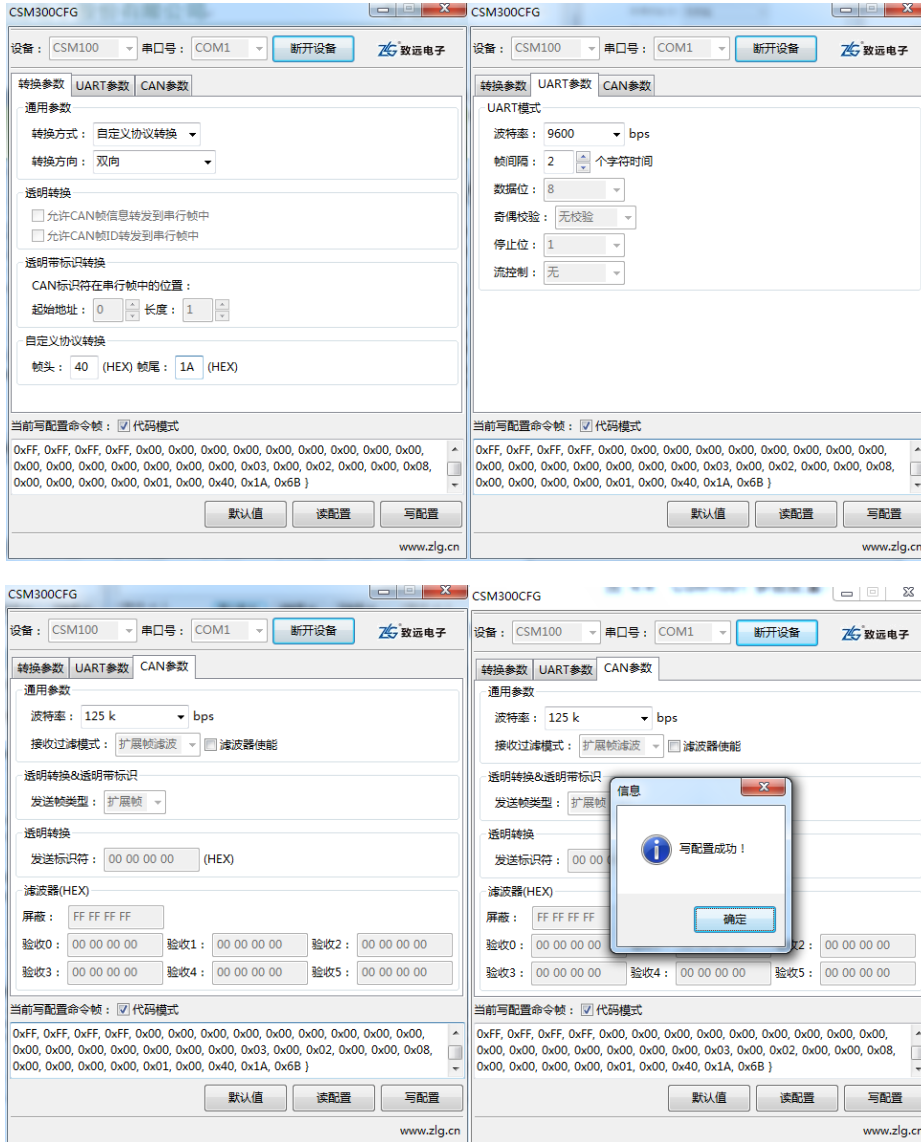 CSM300CFG
设备： CSM100 串口号： COM1 断开设备 ZLG 致远电子
转换参数 UART参数 CAN参数
通用参数
转换方式： 自定义协议转换
转换方向： 双向
透明转换
允许CAN帧信息转发到串行帧中
允许CAN帧ID转发到串行帧中
透明带标识转换
CAN标识符在串行帧中的位置：
起始地址： 0 长度： 1
自定义协议转换
帧头： 40 (HEX) 帧尾： 1A (HEX)
当前写配置命令帧： 代码模式
0xFF, 0xFF, 0xFF, 0xFF, 0x00, 0x00, 0x00, 0x00, 0x00, 0x00, 0x00, 0x00,
0x00, 0x00, 0x00, 0x00, 0x00, 0x00, 0x00, 0x03, 0x00, 0x02, 0x00, 0x00, 0x08,
0x00, 0x00, 0x00, 0x00, 0x01, 0x00, 0x40, 0x1A, 0x6B }
默认值 读配置 写配置
www.zlg.cn
CSM300CFG
设备： CSM100 串口号： COM1 断开设备 ZLG 致远电子
转换参数 UART参数 CAN参数
UART模式
波特率： 9600 bps
帧间隔： 2 个字符时间
数据位： 8
奇偶校验： 无校验
停止位： 1
流控制： 无
当前写配置命令帧： 代码模式
0xFF, 0xFF, 0xFF, 0xFF, 0x00, 0x00, 0x00, 0x00, 0x00, 0x00, 0x00, 0x00,
0x00, 0x00, 0x00, 0x00, 0x00, 0x00, 0x00, 0x03, 0x00, 0x02, 0x00, 0x00, 0x08,
0x00, 0x00, 0x00, 0x00, 0x01, 0x00, 0x40, 0x1A, 0x6B }
默认值 读配置 写配置
www.zlg.cn
CSM300CFG
设备： CSM100 串口号： COM1 断开设备 ZLG 致远电子
转换参数 UART参数 CAN参数
通用参数
波特率： 125 k bps
接收过滤模式： 扩展帧滤波 滤波器使能
透明转换&透明带标识
发送帧类型： 扩展帧
透明转换
发送标识符： 00 00 00 00 (HEX)
滤波器(HEX)
屏蔽： FF FF FF FF
验收0： 00 00 00 00 验收1： 00 00 00 00 验收2： 00 00 00 00
验收3： 00 00 00 00 验收4： 00 00 00 00 验收5： 00 00 00 00
当前写配置命令帧： 代码模式
0xFF, 0xFF, 0xFF, 0xFF, 0x00, 0x00, 0x00, 0x00, 0x00, 0x00, 0x00, 0x00,
0x00, 0x00, 0x00, 0x00, 0x00, 0x00, 0x00, 0x03, 0x00, 0x02, 0x00, 0x00, 0x08,
0x00, 0x00, 0x00, 0x00, 0x01, 0x00, 0x40, 0x1A, 0x6B }
默认值 读配置 写配置
www.zlg.cn
CSM300CFG
设备： CSM100 串口号： COM1 断开设备 ZLG 致远电子
转换参数 UART参数 CAN参数
通用参数
波特率： 125 k bps
接收过滤模式： 扩展帧滤波 滤波器使能
透明转换&透明带标识
发送帧类型： 扩展帧
透明转换
发送标识符： 00 00
信息
写配置成功！
确定
滤波器(HEX)
屏蔽： FF FF FF FF
验收0： 00 00 00 2： 00 00 00 00
验收3： 00 00 00 00 验收4： 00 00 00 00 验收5： 00 00 00 00
当前写配置命令帧： 代码模式
0xFF, 0xFF, 0xFF, 0xFF, 0x00, 0x00, 0x00, 0x00, 0x00, 0x00, 0x00, 0x00,
0x00, 0x00, 0x00, 0x00, 0x00, 0x00, 0x00, 0x03, 0x00, 0x02, 0x00, 0x00, 0x08,
0x00, 0x00, 0x00, 0x00, 0x01, 0x00, 0x40, 0x1A, 0x6B }
默认值 读配置 写配置
www.zlg.cn